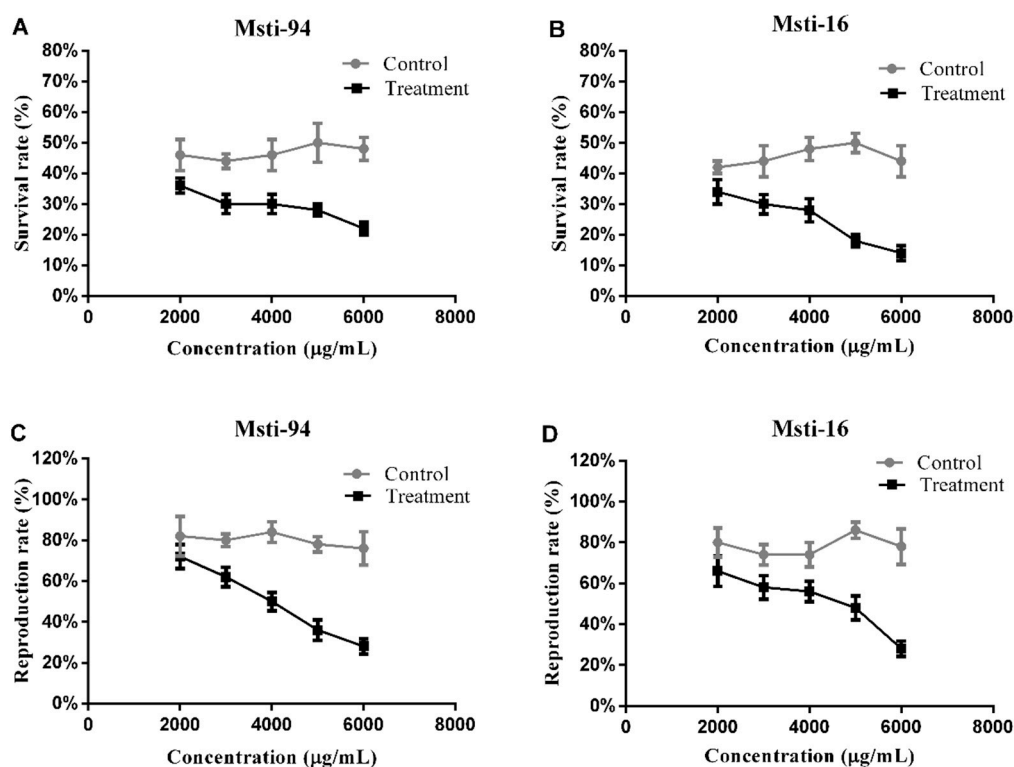 A
Msti-94
80%
70%
60%
50%
40%
30%
20%
10%
0%
Survival rate (%)
Control
Treatment
0 2000 4000 6000 8000
Concentration (µg/mL)
B
Msti-16
80%
70%
60%
50%
40%
30%
20%
10%
0%
Survival rate (%)
Control
Treatment
0 2000 4000 6000 8000
Concentration (µg/mL)
C
Msti-94
120%
100%
80%
60%
40%
20%
0%
Reproduction rate (%)
Control
Treatment
0 2000 4000 6000 8000
Concentration (µg/mL)
D
Msti-16
120%
100%
80%
60%
40%
20%
0%
Reproduction rate (%)
Control
Treatment
0 2000 4000 6000 8000
Concentration (µg/mL)